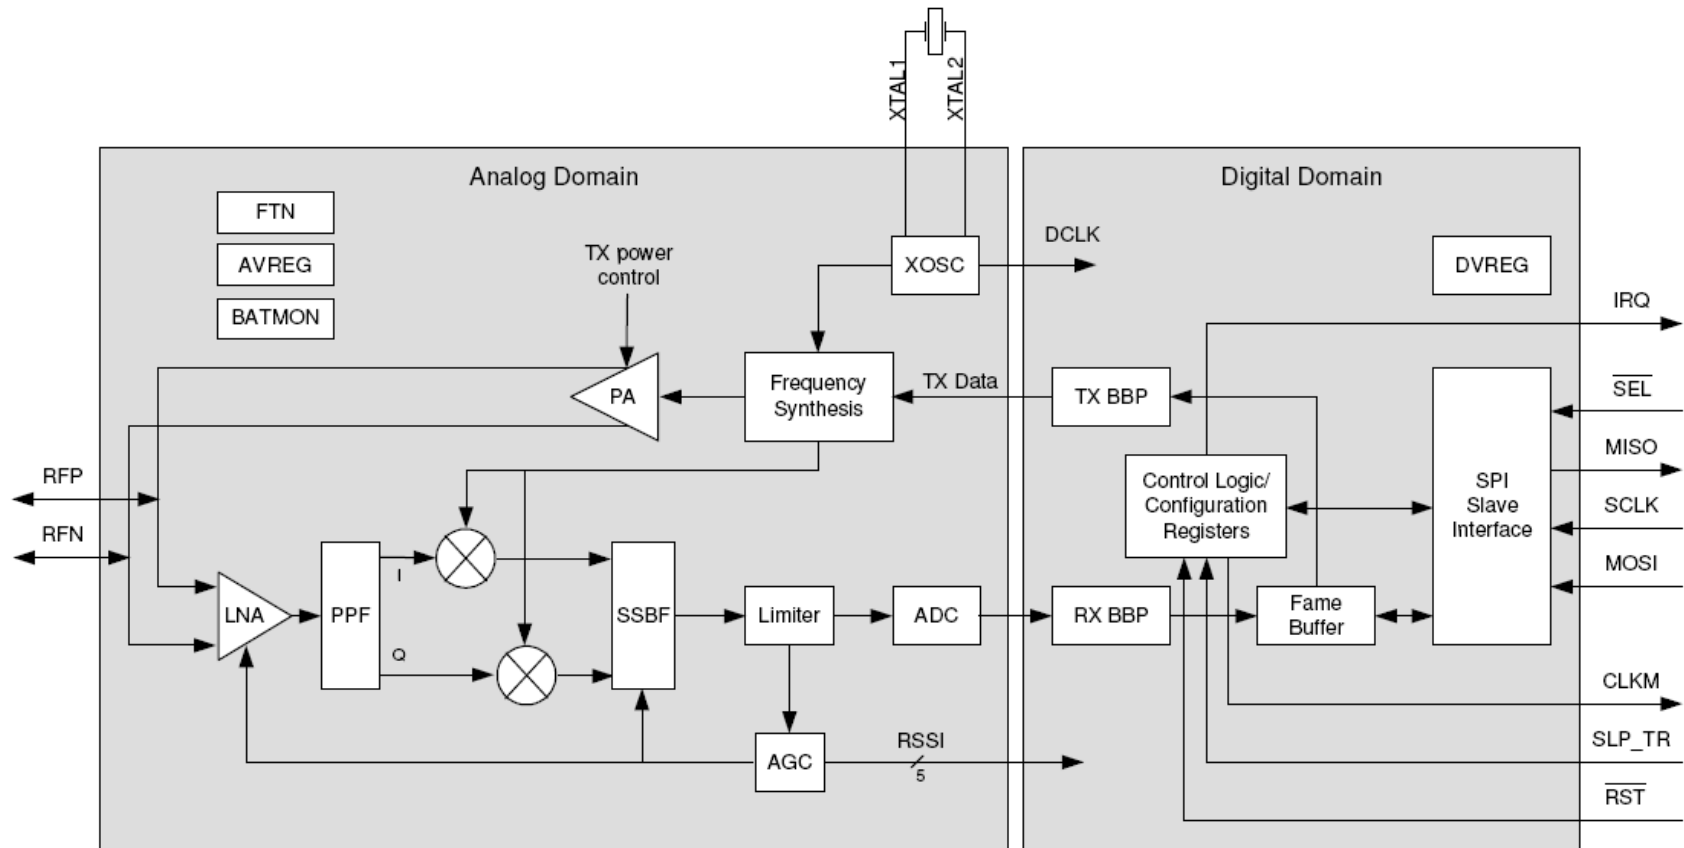 XTAL1
XTAL2
Analog Domain
Digital Domain
FTN
AVREG
BATMON
TX power
control
XOSC
DCLK
DVREG
IRQ
PA
Frequency
Synthesis
TX Data
TX BBP
SEL
MISO
SCLK
MOSI
RFP
RFN
Control Logic/
Configuration
Registers
SPI
Slave
Interface
LNA
PPF
I
Q
SSBF
Limiter
ADC
RX BBP
Fame
Buffer
AGC
RSSI
5
CLKM
SLP_TR
RST